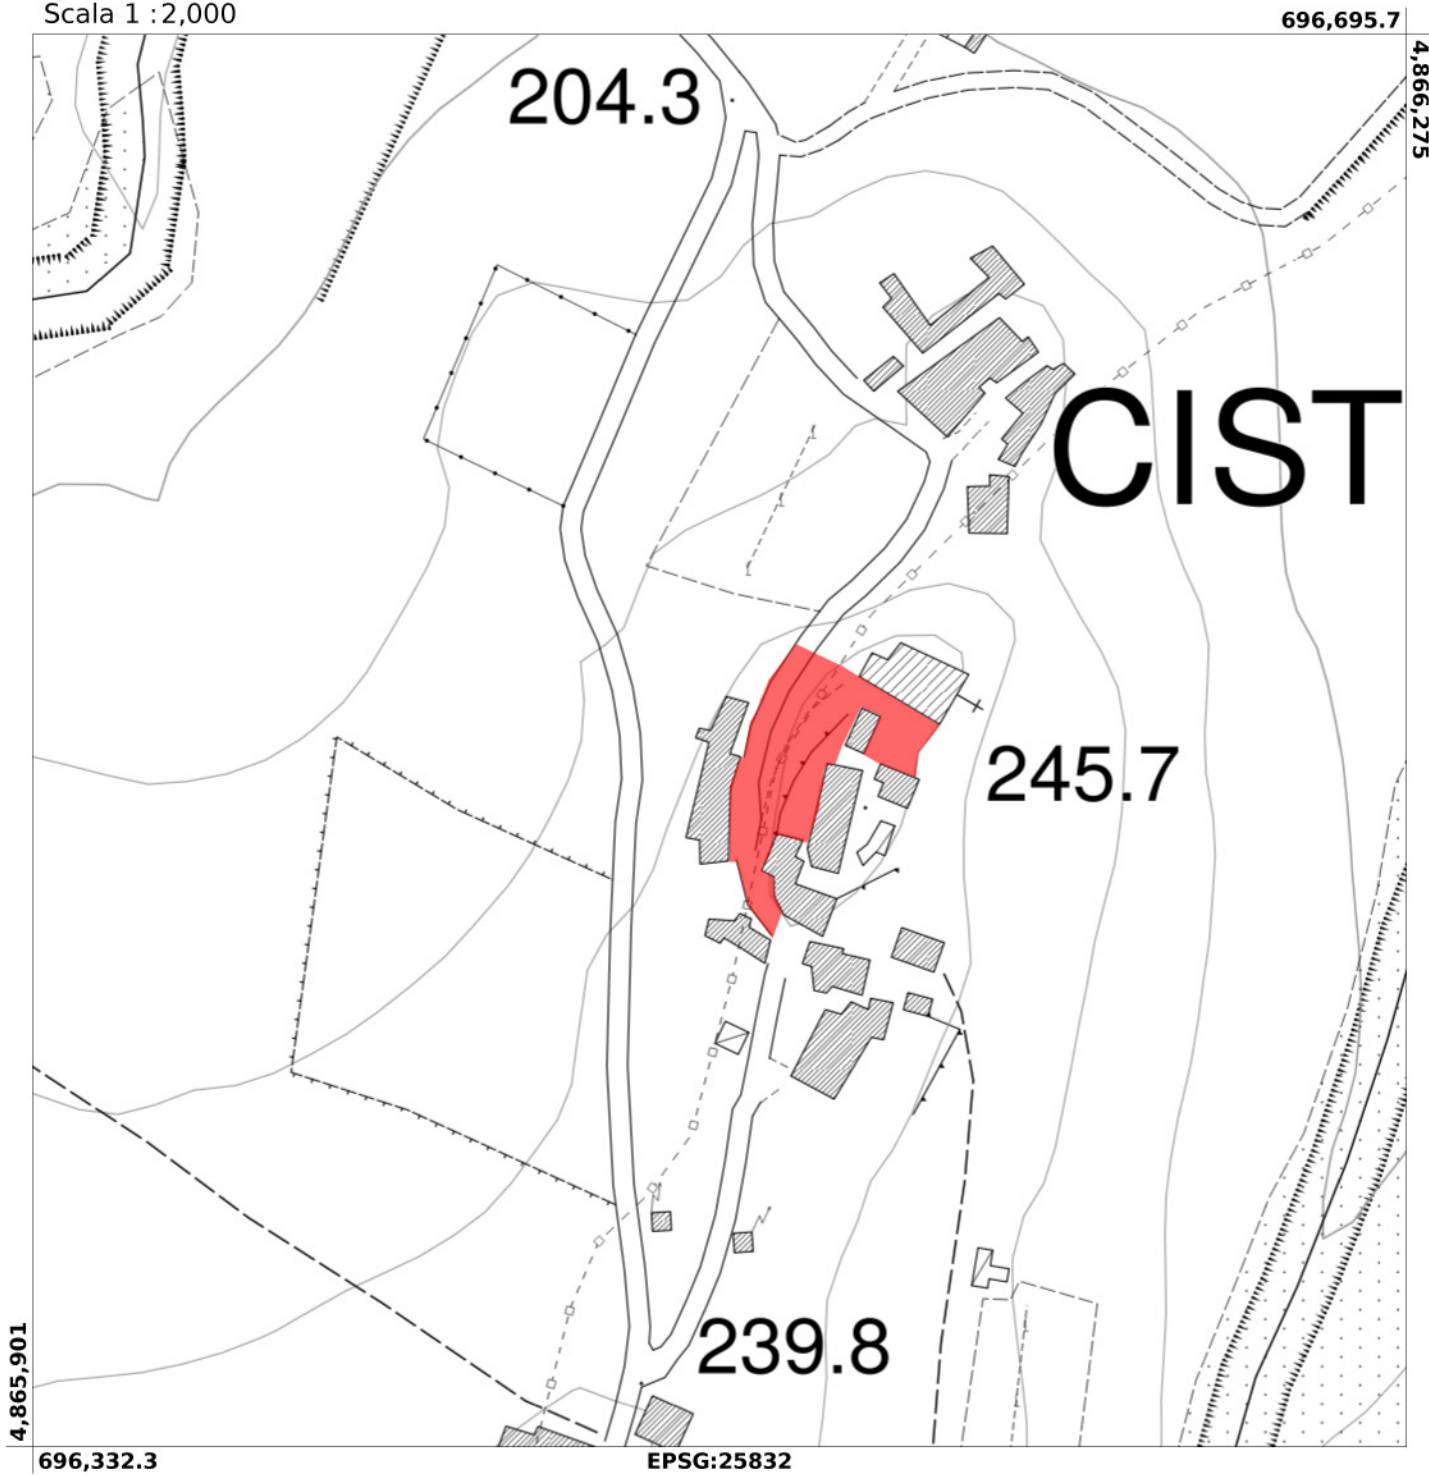 Scala 1 : 2,000
696,695.7
4,866,275
204.3
CIST
245.7
239.8
4,865,901
696,332.3
EPSG:25832